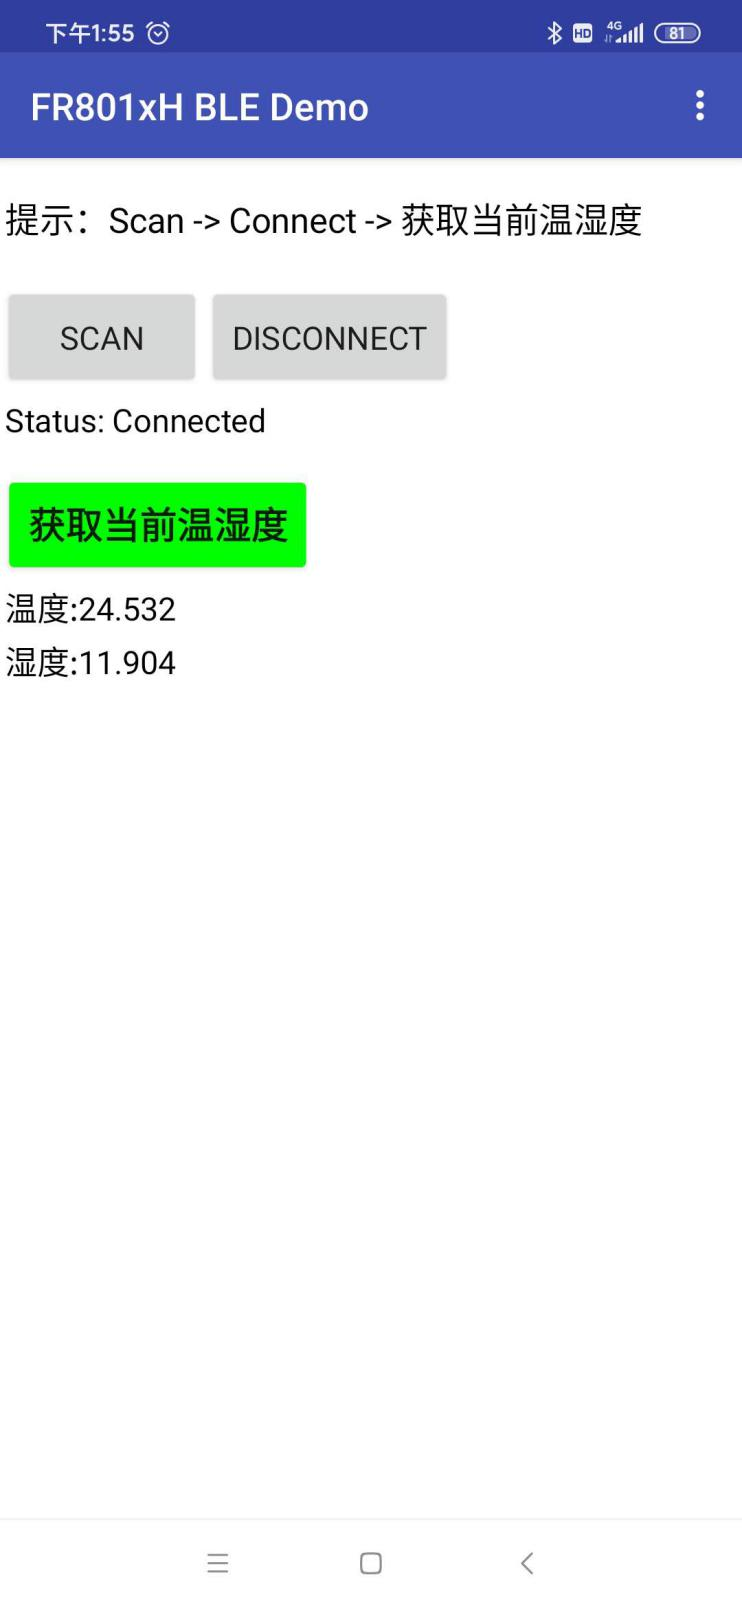 下午1:55 HD 4G 81
FR801xH BLE Demo
提示：Scan -> Connect -> 获取当前温湿度
SCAN DISCONNECT
Status: Connected
获取当前温湿度
温度:24.532
湿度:11.904